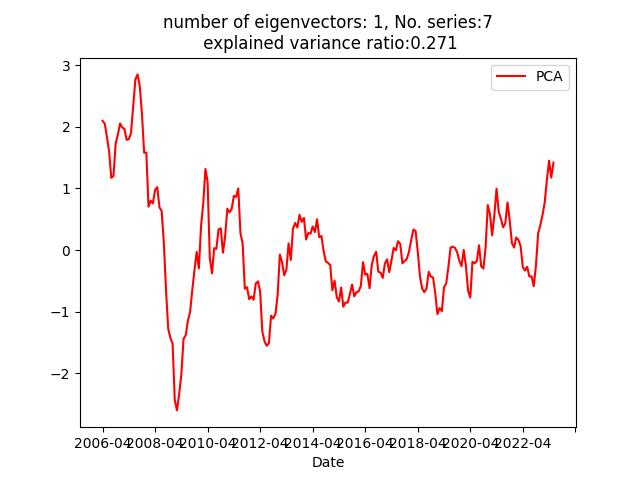 number of eigenvectors: 1, No. series:7
explained variance ratio:0.271
PCA
3
2
1
0
−1
−2
2006-04 2008-04 2010-04 2012-04 2014-04 2016-04 2018-04 2020-04 2022-04
Date